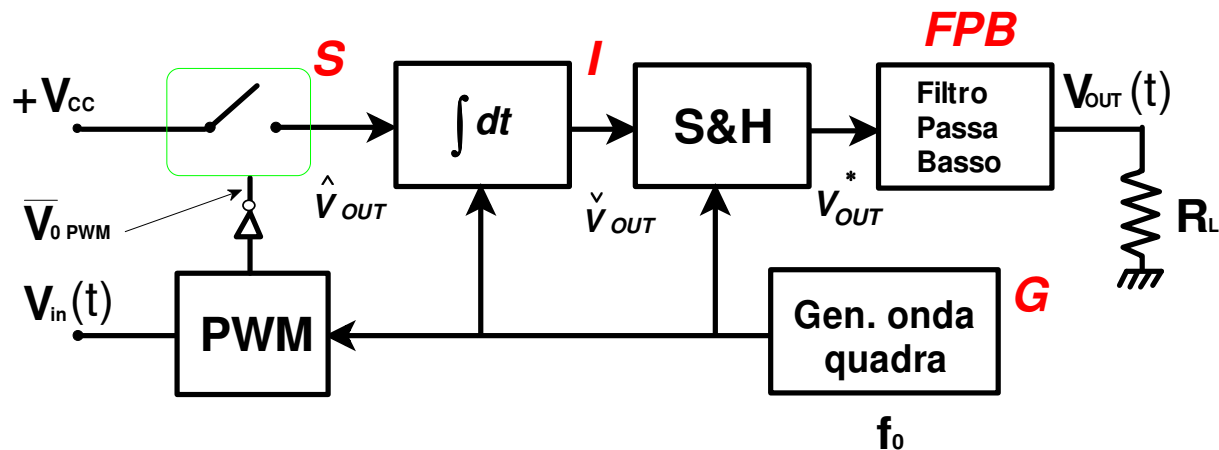 FPB
S
I
+VCC
∫ dt
S&H
Filtro
Passa
Basso
VOUT (t)
V̂OUT
V̌OUT
V*OUT
V̅0 PWM
RL
Vin (t)
PWM
Gen. onda
quadra
G
f0